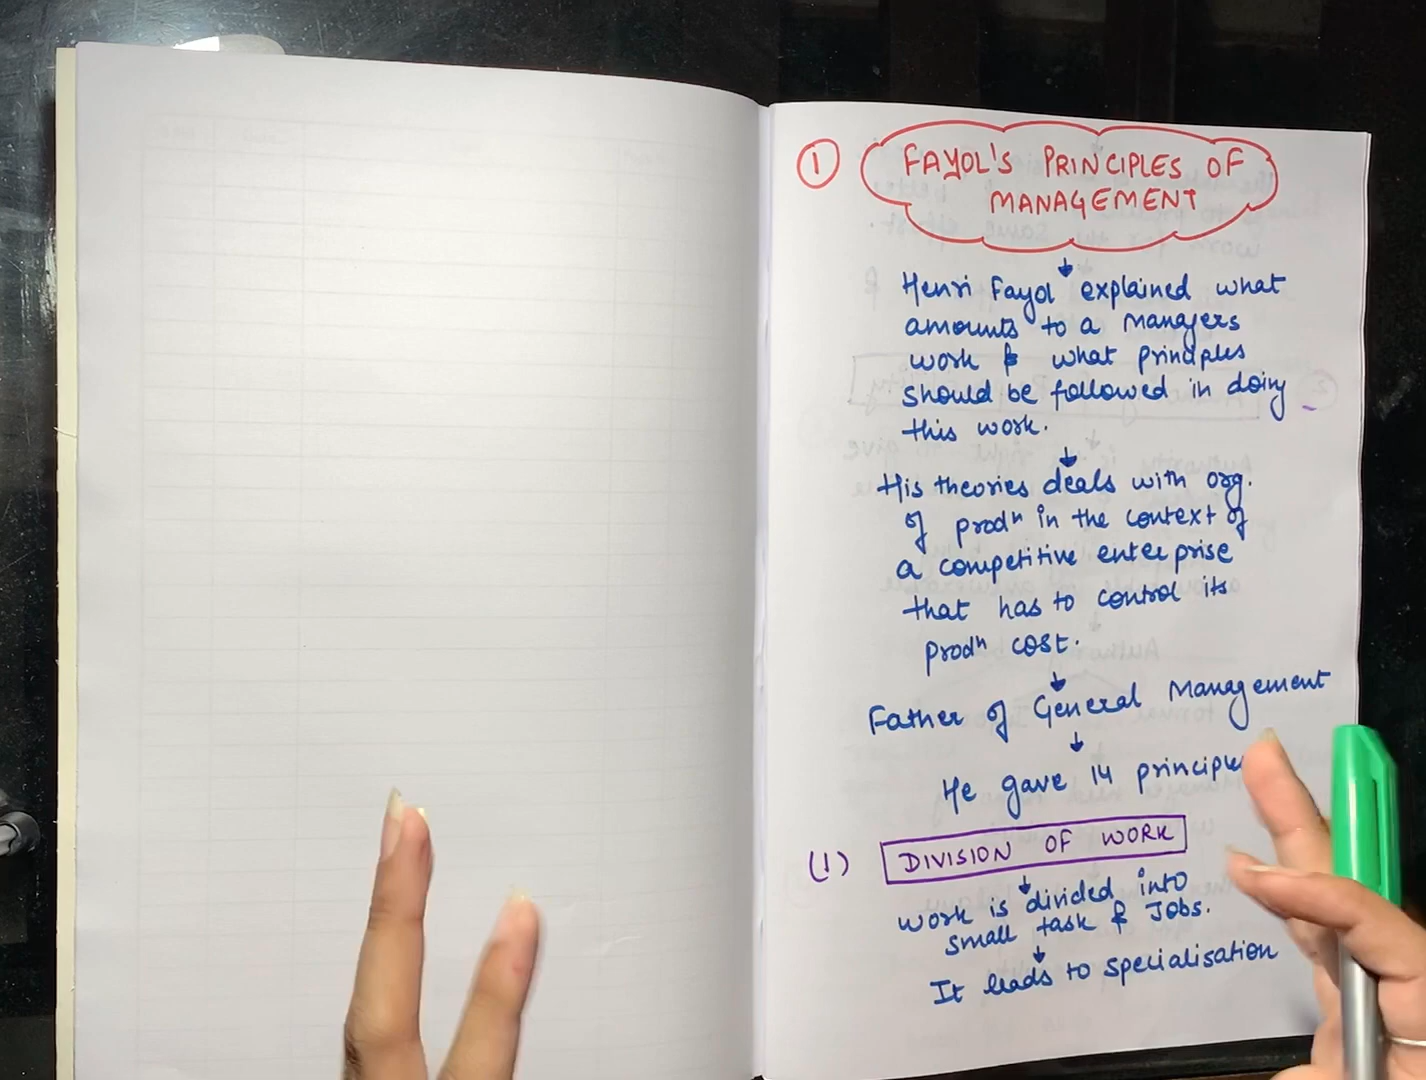 ① FAYOL'S PRINCIPLES OF
MANAGEMENT
Henri Fayol explained what
amounts to a managers
work & what principles
should be followed in doing
this work.
His theories deals with org.
of prodⁿ in the context of
a competitive enterprise
that has to control its
prodⁿ cost.
Father of General Management
He gave 14
(1) DIVISION OF WORK
work is divided into
small task & Jobs.
It leads to specialisation